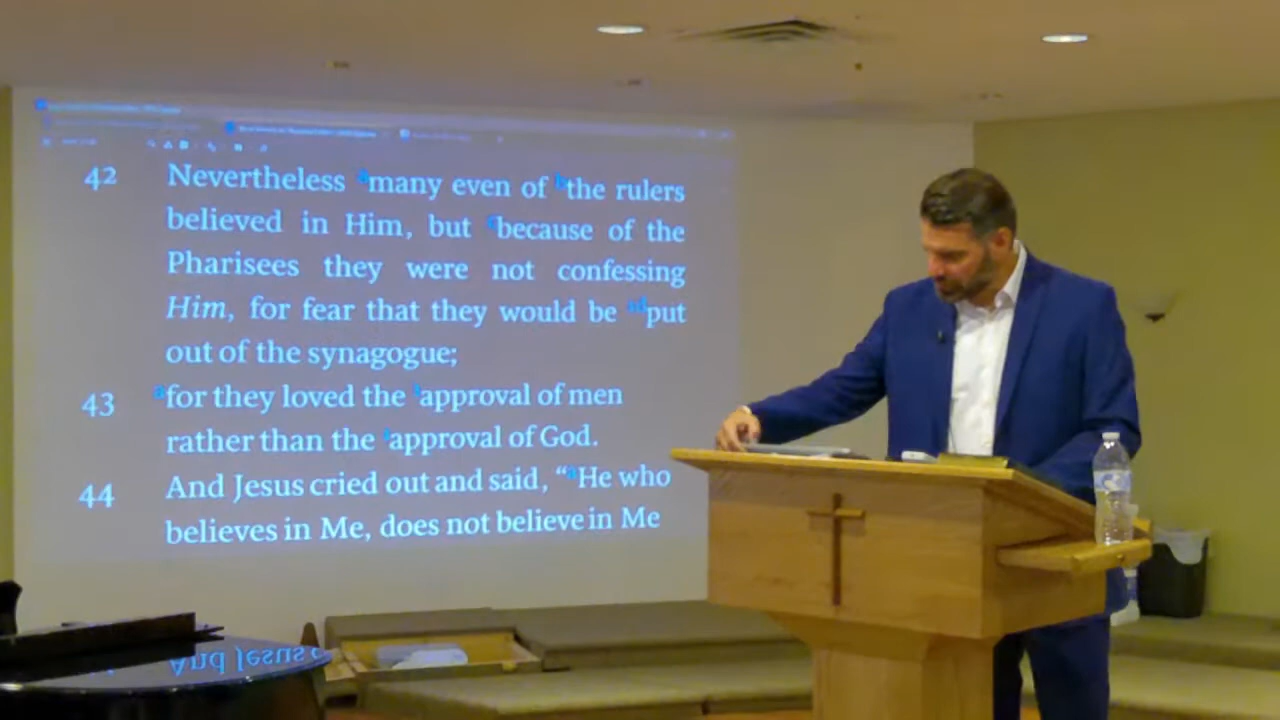 42 Nevertheless many even of the rulers
believed in Him, but because of the
Pharisees they were not confessing
Him, for fear that they would be put
out of the synagogue;
43 for they loved the approval of men
rather than the approval of God.
44 And Jesus cried out and said, “He who
believes in Me, does not believe in Me
And Jesus c